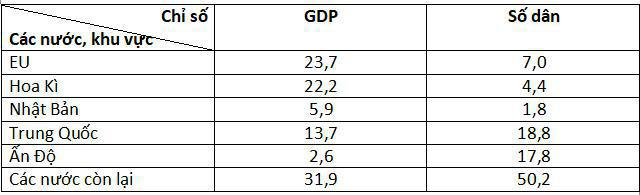 Chỉ số GDP Số dân
Các nước, khu vực
EU 23,7 7,0
Hoa Kì 22,2 4,4
Nhật Bản 5,9 1,8
Trung Quốc 13,7 18,8
Ấn Độ 2,6 17,8
Các nước còn lại 31,9 50,2